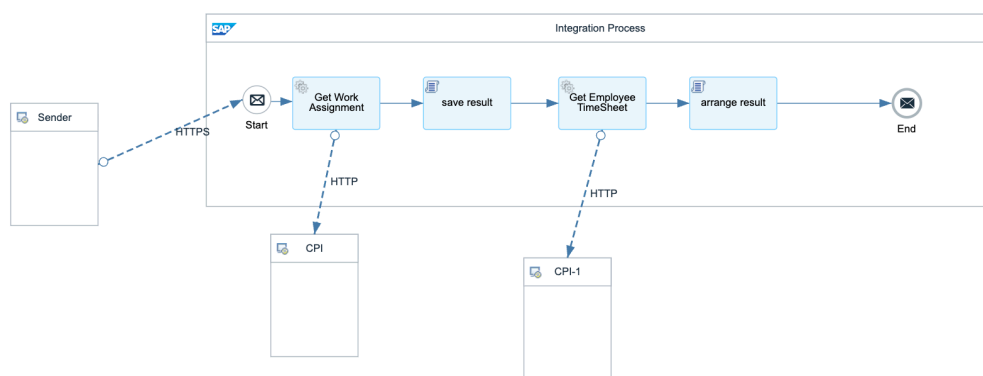 SAP
Integration Process
Get Work
Assignment
save result
Get Employee
TimeSheet
arrange result
Sender
HTTPS
Start
End
HTTP
HTTP
CPI
CPI-1